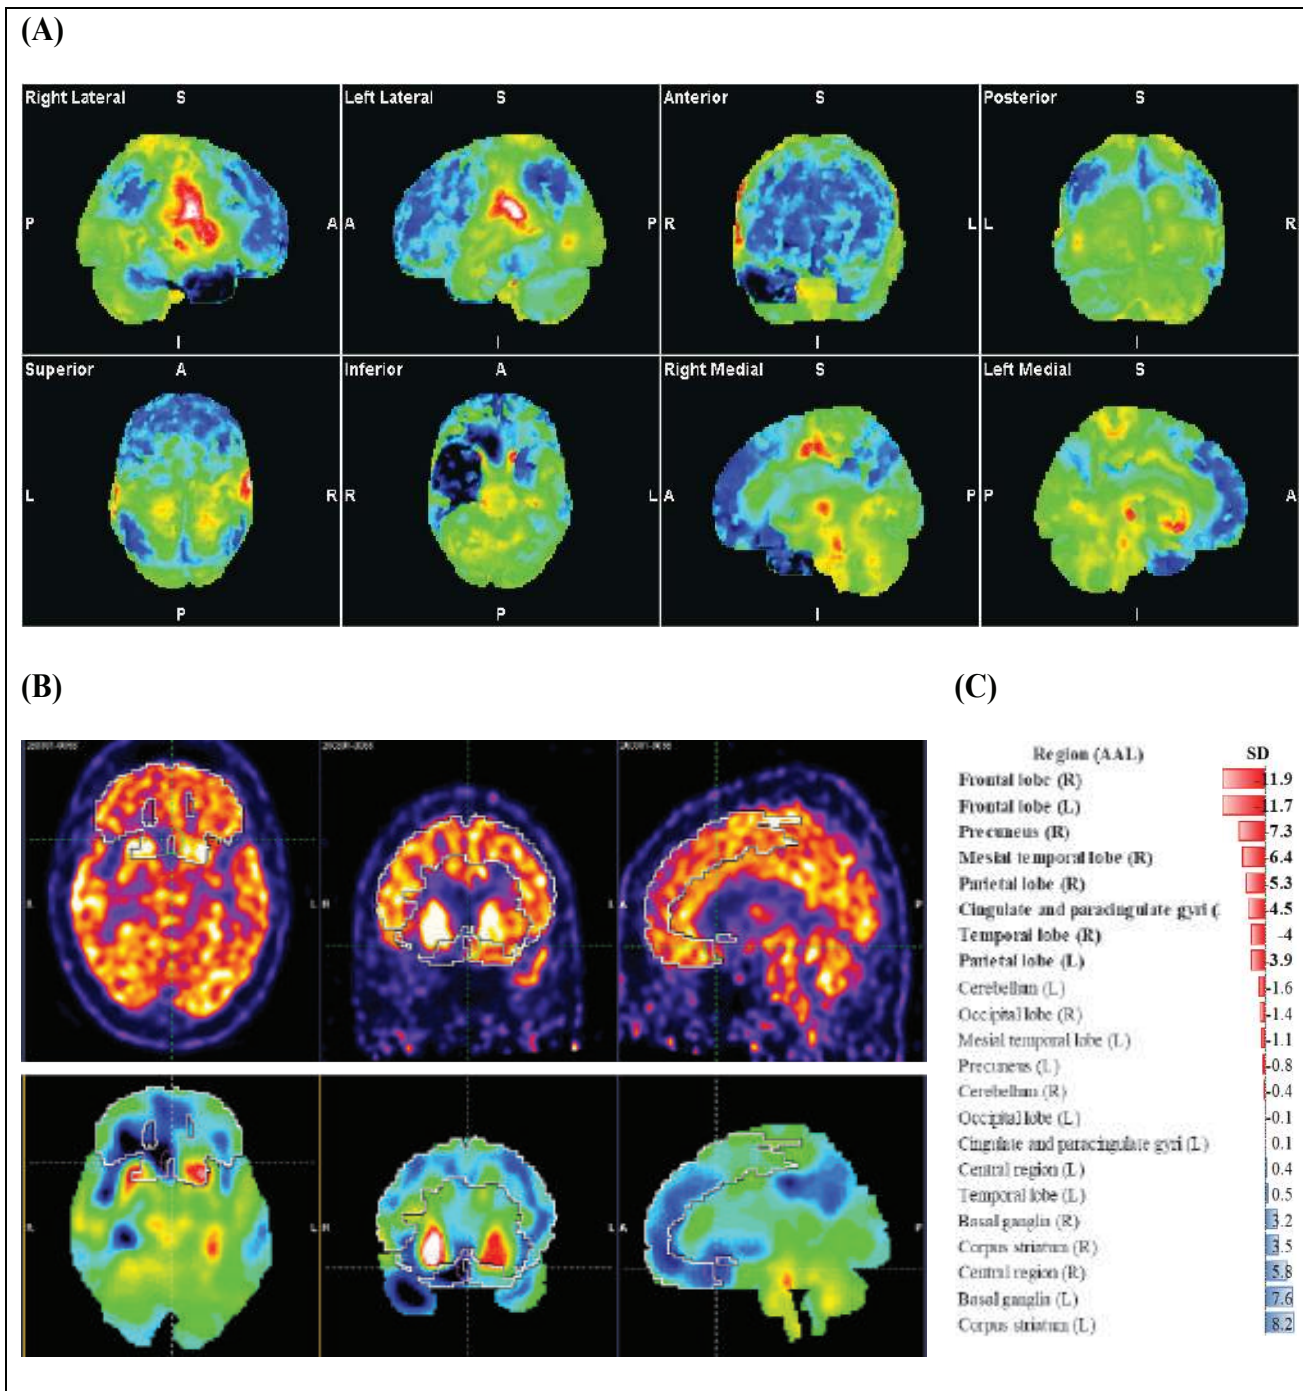 (A)
Right Lateral S
P A
I
Left Lateral S
A P
I
Anterior S
R L
I
Posterior S
L R
I
Superior A
L R
P
Inferior A
R L
P
Right Medial S
A P
I
Left Medial S
P A
I
(B)
(C)
Region (AAL) SD
Frontal lobe (R) -11.9
Frontal lobe (L) -11.7
Precuneus (R) -7.3
Mesial temporal lobe (R) -6.4
Parietal lobe (R) -5.3
Cingulate and paracingulate gyri (. -4.5
Temporal lobe (R) -4
Parietal lobe (L) -3.9
Cerebellum (L) -1.6
Occipital lobe (R) -1.4
Mesial temporal lobe (L) -1.1
Precuneus (L) -0.8
Cerebellum (R) -0.4
Occipital lobe (L) -0.1
Cingulate and paracingulate gyri (L) 0.1
Central region (L) 0.4
Temporal lobe (L) 0.5
Basal ganglia (R) 3.2
Corpus striatum (R) 3.5
Central region (R) 5.8
Basal ganglia (L) 7.6
Corpus striatum (L) 8.2